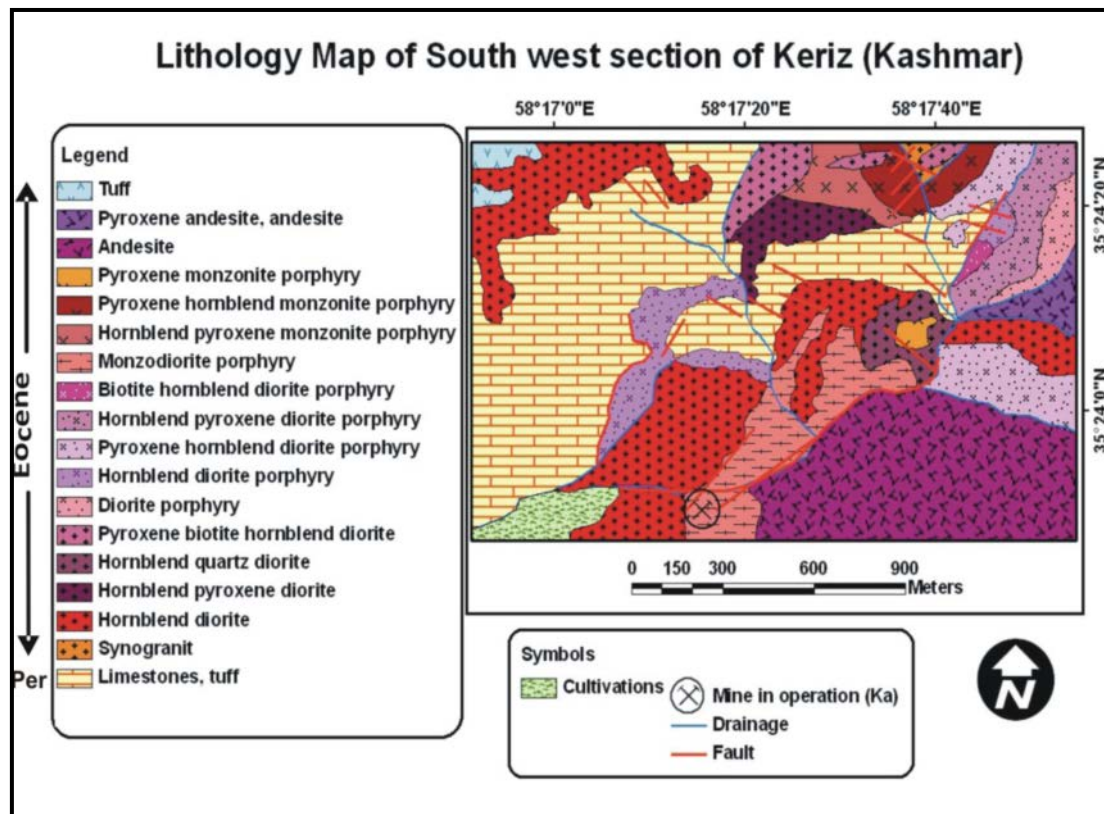 Lithology Map of South west section of Keriz (Kashmar)
58°17'0"E
58°17'20"E
58°17'40"E
35°24'20"N
35°24'0"N
Legend
Tuff
Pyroxene andesite, andesite
Andesite
Pyroxene monzonite porphyry
Pyroxene hornblend monzonite porphyry
Hornblend pyroxene monzonite porphyry
Monzodiorite porphyry
Biotite hornblend diorite porphyry
Hornblend pyroxene diorite porphyry
Pyroxene hornblend diorite porphyry
Hornblend diorite porphyry
Diorite porphyry
Pyroxene biotite hornblend diorite
Hornblend quartz diorite
Hornblend pyroxene diorite
Hornblend diorite
Synogranit
Limestones, tuff
Eocene
Per
0 150 300 600 900
Meters
Symbols
Cultivations
Mine in operation (Ka)
Drainage
Fault
N